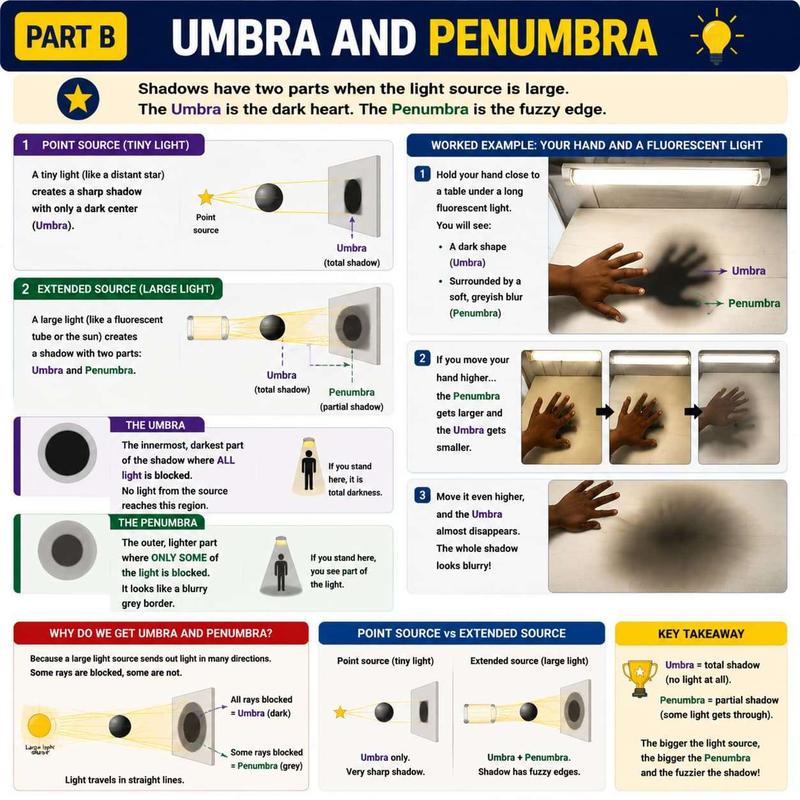 PART B
UMBRA AND PENUMBRA
Shadows have two parts when the light source is large.
The Umbra is the dark heart. The Penumbra is the fuzzy edge.
1 POINT SOURCE (TINY LIGHT)
A tiny light (like a distant star)
creates a sharp shadow
with only a dark center
(Umbra).
Point
source
Umbra
(total shadow)
2 EXTENDED SOURCE (LARGE LIGHT)
A large light (like a fluorescent
tube or the sun) creates
a shadow with two parts:
Umbra and Penumbra.
Umbra
(total shadow)
Penumbra
(partial shadow)
THE UMBRA
The innermost, darkest part
of the shadow where ALL
light is blocked.
No light from the source
reaches this region.
If you stand
here, it is
total darkness.
THE PENUMBRA
The outer, lighter part
where ONLY SOME of
the light is blocked.
It looks like a blurry
grey border.
If you stand here,
you see part of
the light.
WORKED EXAMPLE: YOUR HAND AND A FLUORESCENT LIGHT
1 Hold your hand close to
a table under a long
fluorescent light.
You will see:
• A dark shape
(Umbra)
• Surrounded by a
soft, greyish blur
(Penumbra)
Umbra
Penumbra
2 If you move your
hand higher...
the Penumbra
gets larger and
the Umbra gets
smaller.
3 Move it even higher,
and the Umbra
almost disappears.
The whole shadow
looks blurry!
WHY DO WE GET UMBRA AND PENUMBRA?
Because a large light source sends out light in many directions.
Some rays are blocked, some are not.
All rays blocked
= Umbra (dark)
Some rays blocked
= Penumbra (grey)
Light travels in straight lines.
POINT SOURCE vs EXTENDED SOURCE
Point source (tiny light)
Umbra only.
Very sharp shadow.
Extended source (large light)
Umbra + Penumbra.
Shadow has fuzzy edges.
KEY TAKEAWAY
Umbra = total shadow
(no light at all).
Penumbra = partial shadow
(some light gets through).
The bigger the light source,
the bigger the Penumbra
and the fuzzier the shadow!